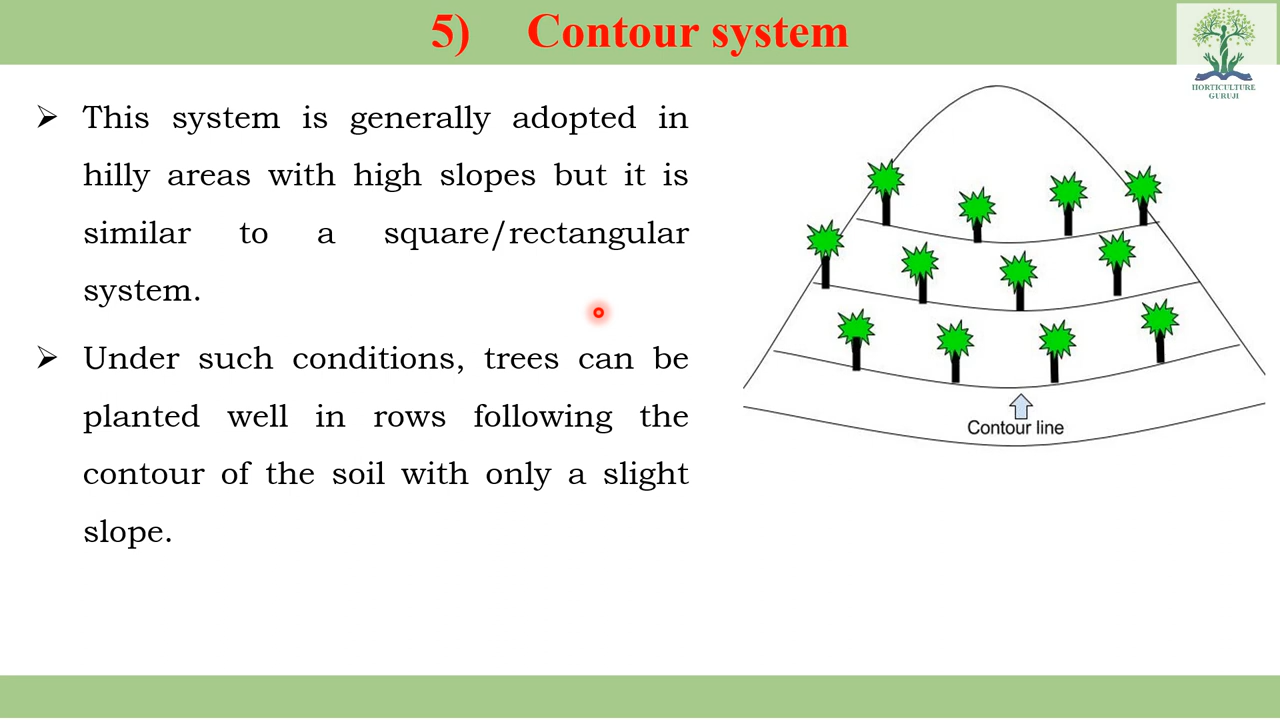 5) Contour system
HORTICULTURE
GURUJI
➢ This system is generally adopted in
hilly areas with high slopes but it is
similar to a square/rectangular
system.
➢ Under such conditions, trees can be
planted well in rows following the
contour of the soil with only a slight
slope.
Contour line